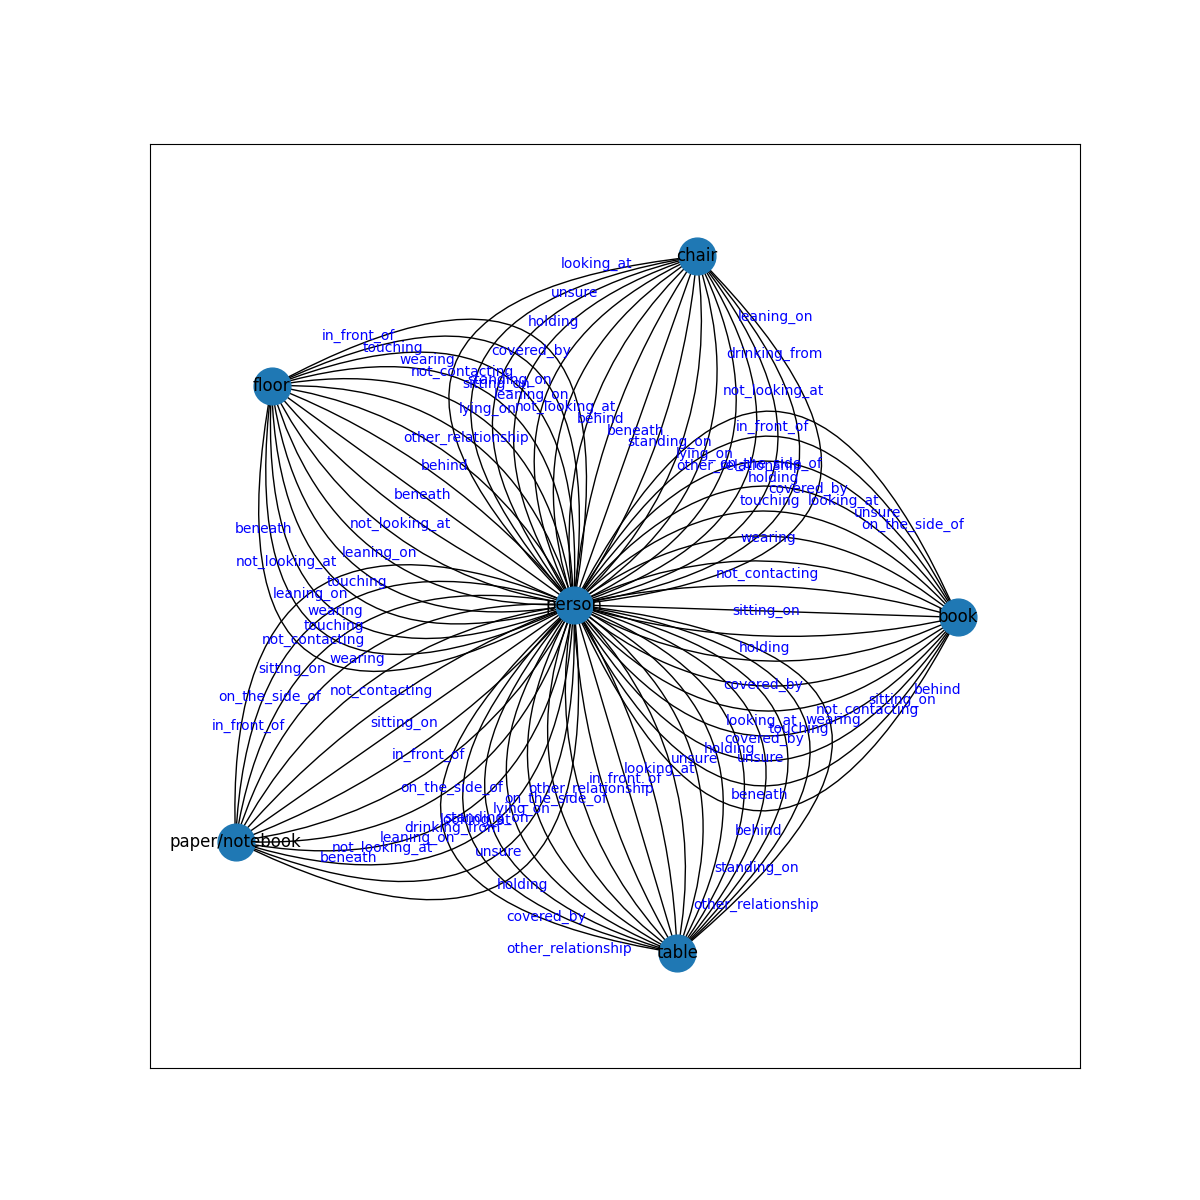 chair
looking_at
unsure
leaning_on
holding
in_front_of
touching
covered_by
drinking_from
wearing
not_contacting
standing_on
sitting_on
floor
leaning_on
not_looking_at
lying_on
not_looking_at
behind
in_front_of
beneath
other_relationship
standing_on
lying_on
behind
other_relationship
on_the_side_of
holding
covered_by
beneath
touching
looking_at
unsure
not_looking_at
on_the_side_of
beneath
wearing
leaning_on
not_looking_at
not_contacting
touching
leaning_on
person
wearing
sitting_on
book
touching
not_contacting
holding
wearing
sitting_on
covered_by
not_contacting
behind
on_the_side_of
sitting_on
not_contacting
in_front_of
sitting_on
looking_at
wearing
touching
covered_by
in_front_of
holding
unsure
unsure
looking_at
on_the_side_of
in_front_of
other_relationship
beneath
on_the_side_of
lying_on
standing_on
looking_at
drinking_from
behind
leaning_on
paper/notebook
not_looking_at
unsure
beneath
standing_on
holding
other_relationship
covered_by
other_relationship
table